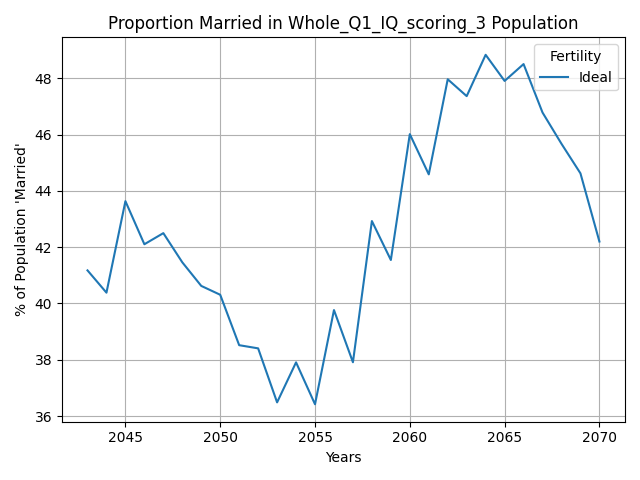 Proportion Married in Whole_Q1_IQ_scoring_3 Population
Fertility
Ideal
% of Population 'Married'
48
46
44
42
40
38
36
2045
2050
2055
2060
2065
2070
Years